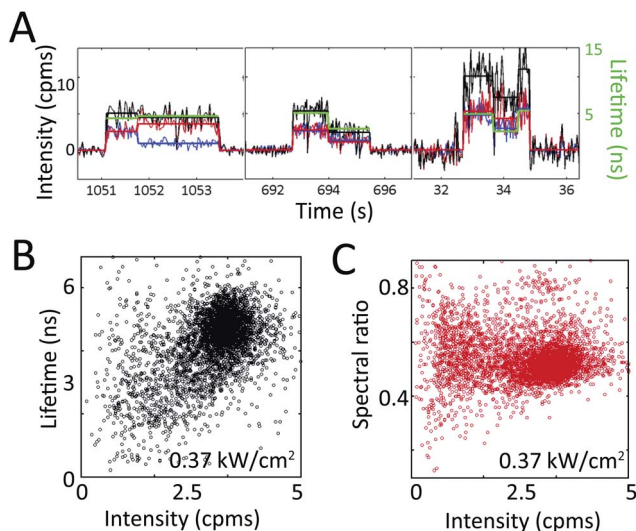 A
Intensity (cpms)
10
5
0
1051 1052 1053
692 694 696
32 34 36
15
10
5
Lifetime (ns)
Time (s)
B
Lifetime (ns)
6
3
0
0 2.5 5
0.37 kW/cm²
Intensity (cpms)
C
Spectral ratio
0.8
0.4
0 2.5 5
0.37 kW/cm²
Intensity (cpms)